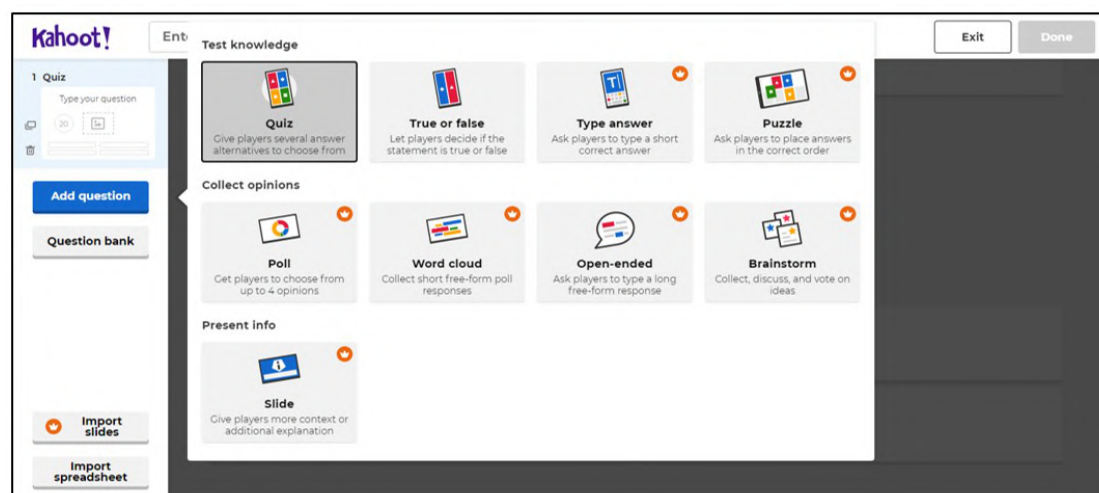 Kahoot!
Ent
Exit
Done
1 Quiz
Type your question
20
Add question
Question bank
Import
slides
Import
spreadsheet
Test knowledge
Quiz
Give players several answer
alternatives to choose from
True or false
Let players decide if the
statement is true or false
Type answer
Ask players to type a short
correct answer
Puzzle
Ask players to place answers
in the correct order
Collect opinions
Poll
Get players to choose from
up to 4 opinions
Word cloud
Collect short free-form poll
responses
Open-ended
Ask players to type a long
free-form response
Brainstorm
Collect, discuss, and vote on
ideas
Present info
Slide
Give players more context or
additional explanation